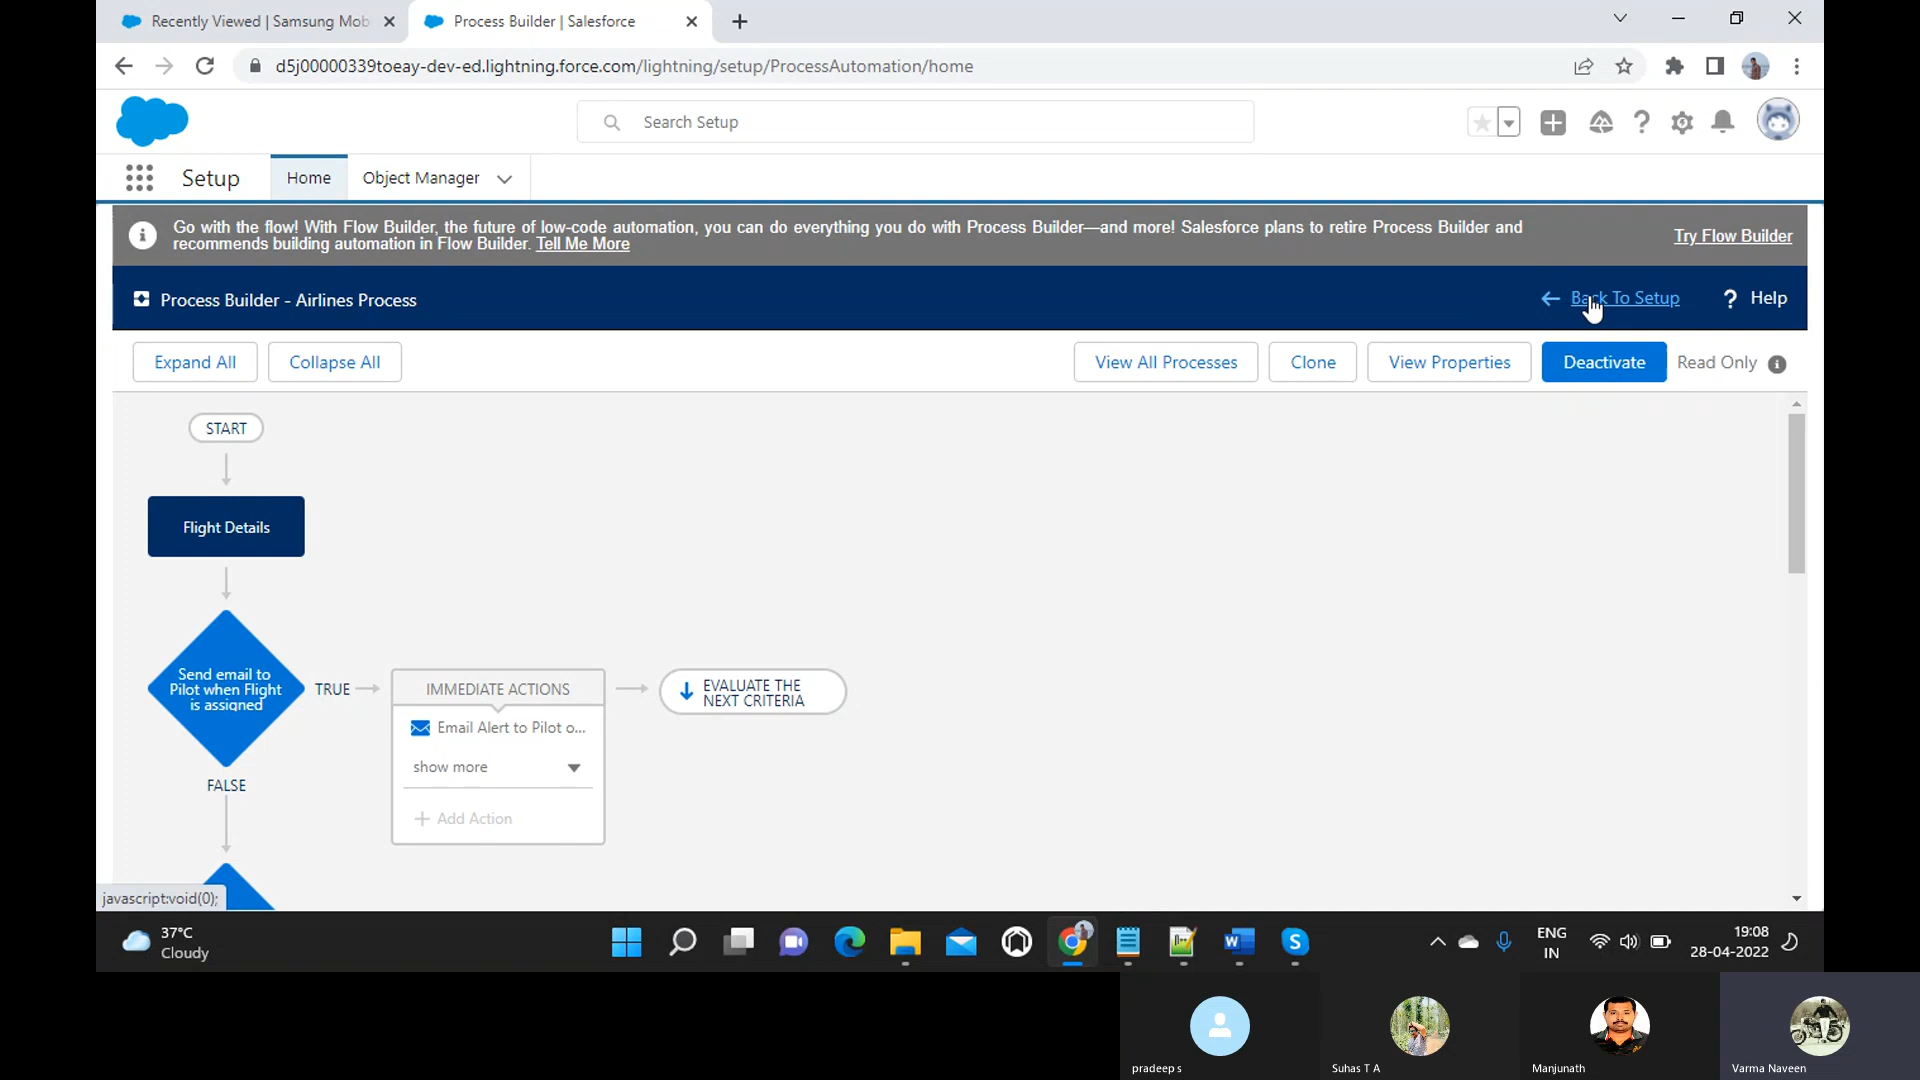 Recently Viewed | Samsung Mob
Process Builder | Salesforce
d5j00000339toeay-dev-ed.lightning.force.com/lightning/setup/ProcessAutomation/home
Search Setup
Setup
Home
Object Manager
Go with the flow! With Flow Builder, the future of low-code automation, you can do everything you do with Process Builder—and more! Salesforce plans to retire Process Builder and
recommends building automation in Flow Builder. Tell Me More
Try Flow Builder
Process Builder - Airlines Process
Back To Setup
? Help
Expand All
Collapse All
View All Processes
Clone
View Properties
Deactivate
Read Only
START
Flight Details
Send email to
Pilot when Flight
is assigned
TRUE
IMMEDIATE ACTIONS
EVALUATE THE
NEXT CRITERIA
Email Alert to Pilot o...
show more
+ Add Action
FALSE
javascript:void(0);
37°C
Cloudy
ENG
IN
19:08
28-04-2022
pradeep s
Suhas T A
Manjunath
Varma Naveen